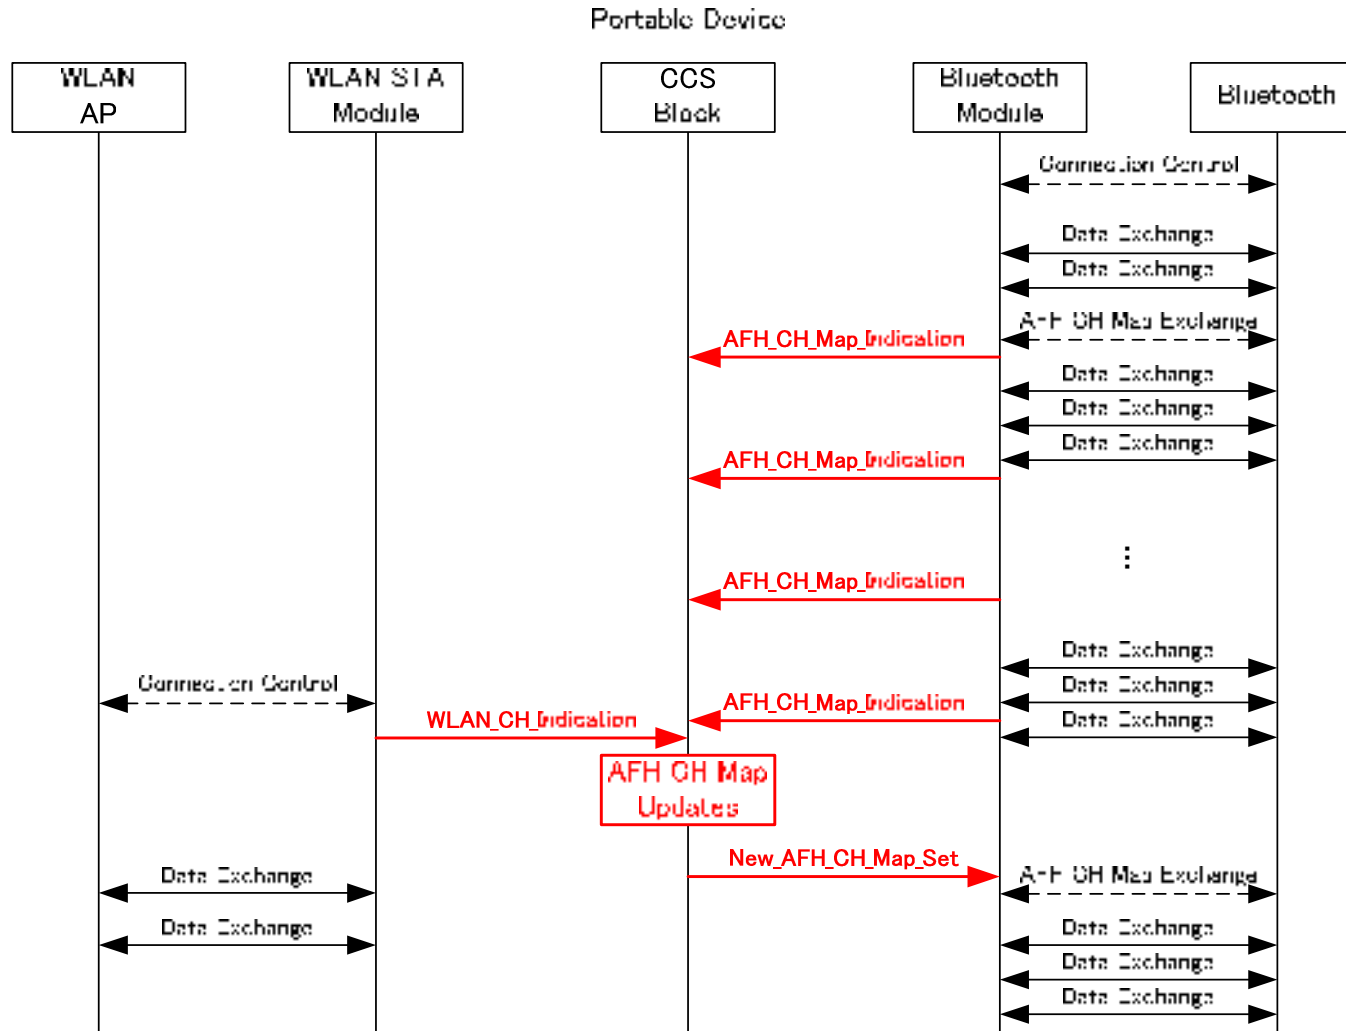 Portable Device
WLAN
AP
WLAN STA
Module
CCS
Block
Bluetooth
Module
Bluetooth
Connection Control
Data Exchange
Data Exchange
AFH CH Map Exchange
AFH_CH_Map_Indication
Data Exchange
Data Exchange
Data Exchange
AFH_CH_Map_Indication
⋮
AFH_CH_Map_Indication
Data Exchange
Connection Control
Data Exchange
AFH_CH_Map_Indication
WLAN_CH_Indication
Data Exchange
AFH CH Map
Updates
New_AFH_CH_Map_Set
Data Exchange
AFH CH Map Exchange
Data Exchange
Data Exchange
Data Exchange
Data Exchange